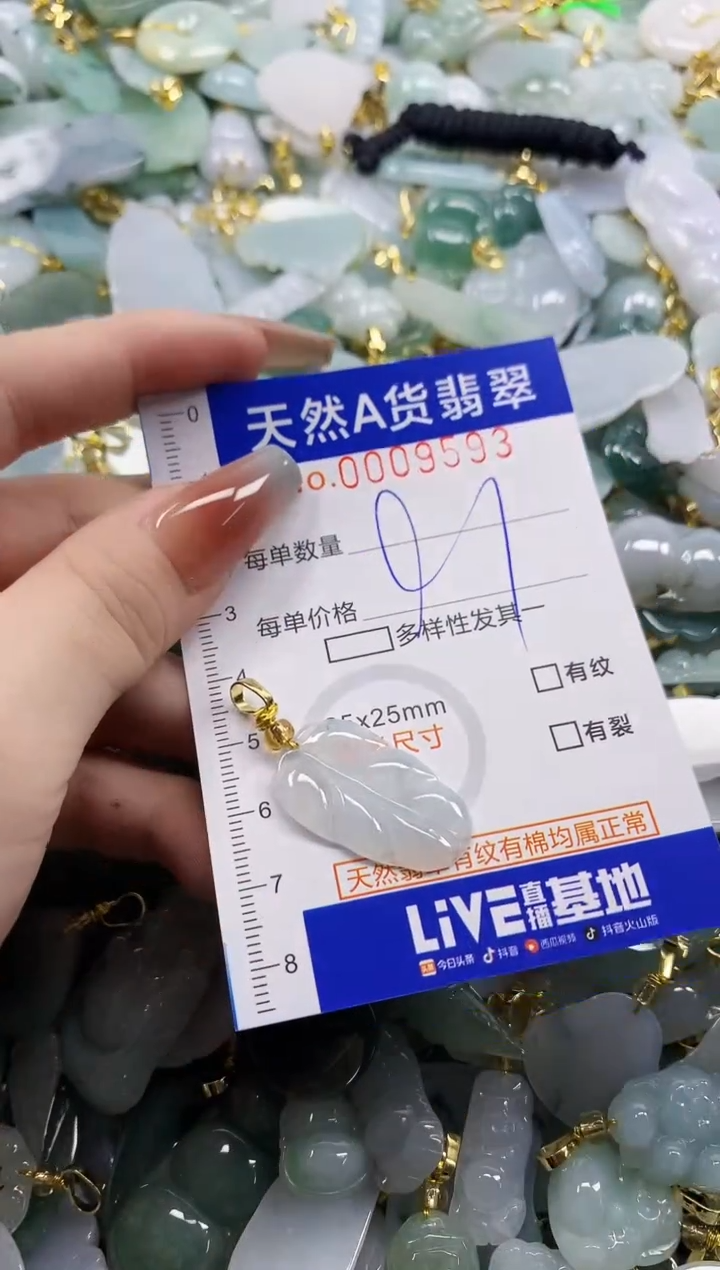 0
天然A货翡翠
o.0009593
每单数量
3
每单价格
多样性发其一
4
有纹
5x25mm
5
尺寸
有裂
6
天然翡翠有纹有棉均属正常
7
LiVE直播基地
8
今日头条 抖音 西瓜视频 抖音火山版